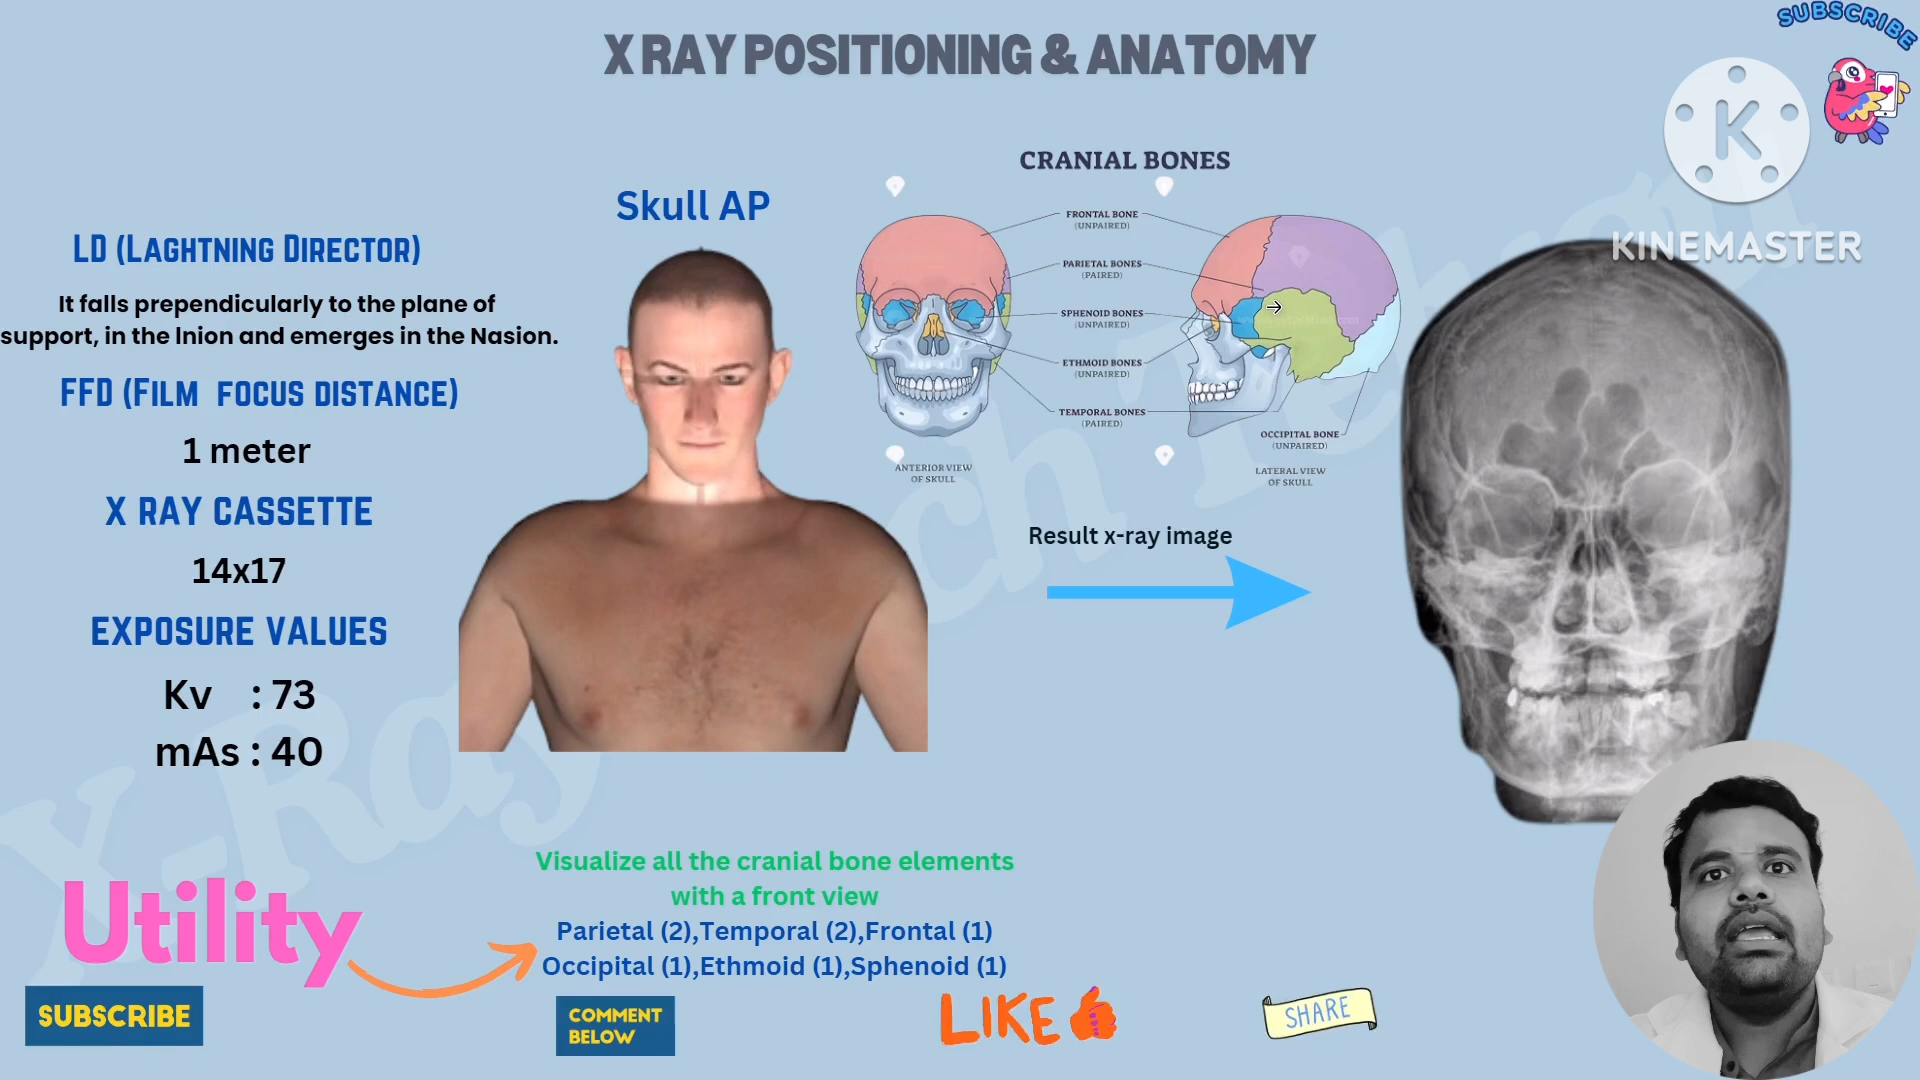 X RAY POSITIONING & ANATOMY
SUBSCRIBE
K
KINEMASTER
CRANIAL BONES
Skull AP
LD (LAGHTNING DIRECTOR)
It falls prependicularly to the plane of
support, in the Inion and emerges in the Nasion.
FFD (FILM FOCUS DISTANCE)
1 meter
X RAY CASSETTE
14x17
EXPOSURE VALUES
Kv : 73
mAs : 40
FRONTAL BONE
(UNPAIRED)
PARIETAL BONES
(PAIRED)
SPHENOID BONES
(UNPAIRED)
ETHMOID BONES
(UNPAIRED)
TEMPORAL BONES
(PAIRED)
OCCIPITAL BONE
(UNPAIRED)
ANTERIOR VIEW
OF SKULL
LATERAL VIEW
OF SKULL
Result x-ray image
Utility
Visualize all the cranial bone elements
with a front view
Parietal (2),Temporal (2),Frontal (1)
Occipital (1),Ethmoid (1),Sphenoid (1)
SUBSCRIBE
COMMENT
BELOW
LIKE
SHARE